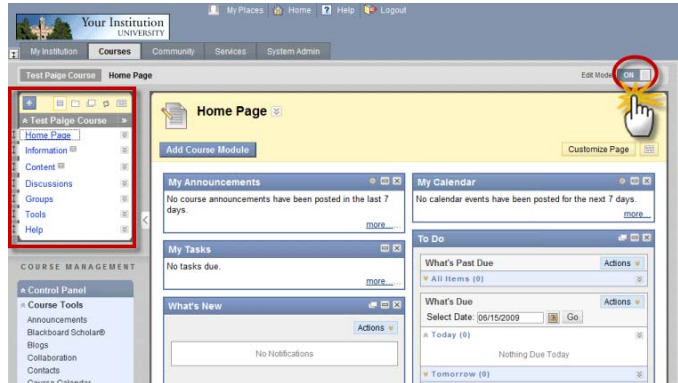 My Places Home Help Logout
Your Institution
UNIVERSITY
My Institution Courses Community Services System Admin
Test Paige Course Home Page
Edit Mode ON
Test Paige Course
Home Page
Information
Content
Discussions
Groups
Tools
Help
COURSE MANAGEMENT
Control Panel
Course Tools
Announcements
Blackboard Scholar®
Blogs
Collaboration
Contacts
Course Calendar
Home Page
Add Course Module
Customize Page
My Announcements
No course announcements have been posted in the last 7
days.
more...
My Tasks
No tasks due.
more...
What's New
Actions
No Notifications
My Calendar
No calendar events have been posted for the next 7 days.
more...
To Do
What's Past Due
Actions
All Items (0)
What's Due
Actions
Select Date: 06/15/2009 Go
Today (0)
Nothing Due Today
Tomorrow (0)